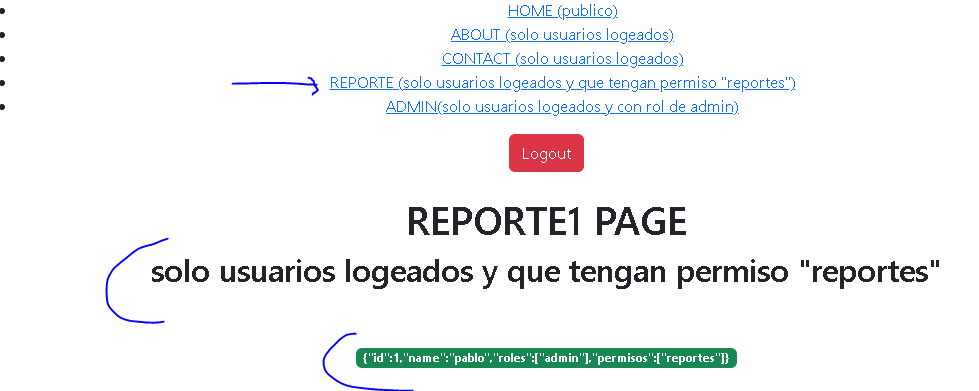 HOME (publico)
ABOUT (solo usuarios logeados)
CONTACT (solo usuarios logeados)
REPORTE (solo usuarios logeados y que tengan permiso "reportes")
ADMIN(solo usuarios logeados y con rol de admin)
Logout
REPORTE1 PAGE
solo usuarios logeados y que tengan permiso "reportes"
{"id":1,"name":"pablo","roles":["admin"],"permisos":["reportes"]}